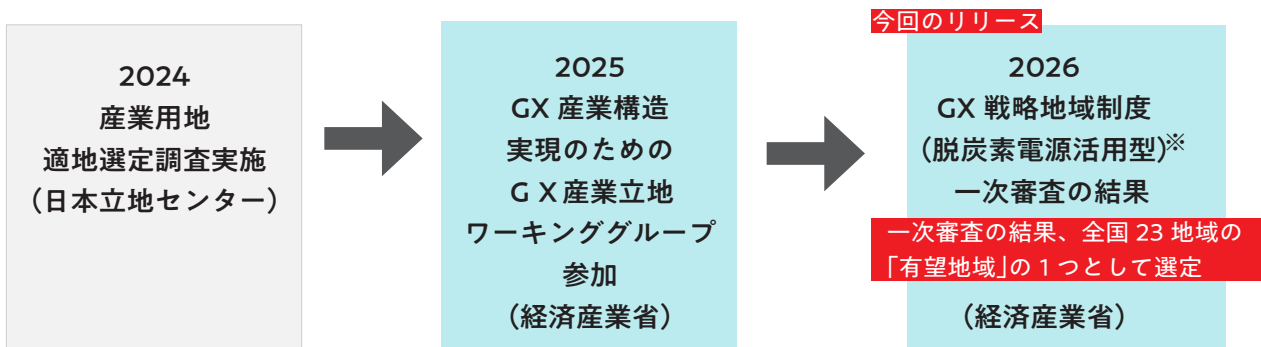 2024
産業用地
適地選定調査実施
（日本立地センター）
2025
GX 産業構造
実現のための
G X 産業立地
ワーキンググループ
参加
（経済産業省）
今回のリリース
2026
GX 戦略地域制度
(脱炭素電源活用型)※
一次審査の結果
一次審査の結果、全国 23 地域の
「有望地域」の 1 つとして選定
（経済産業省）